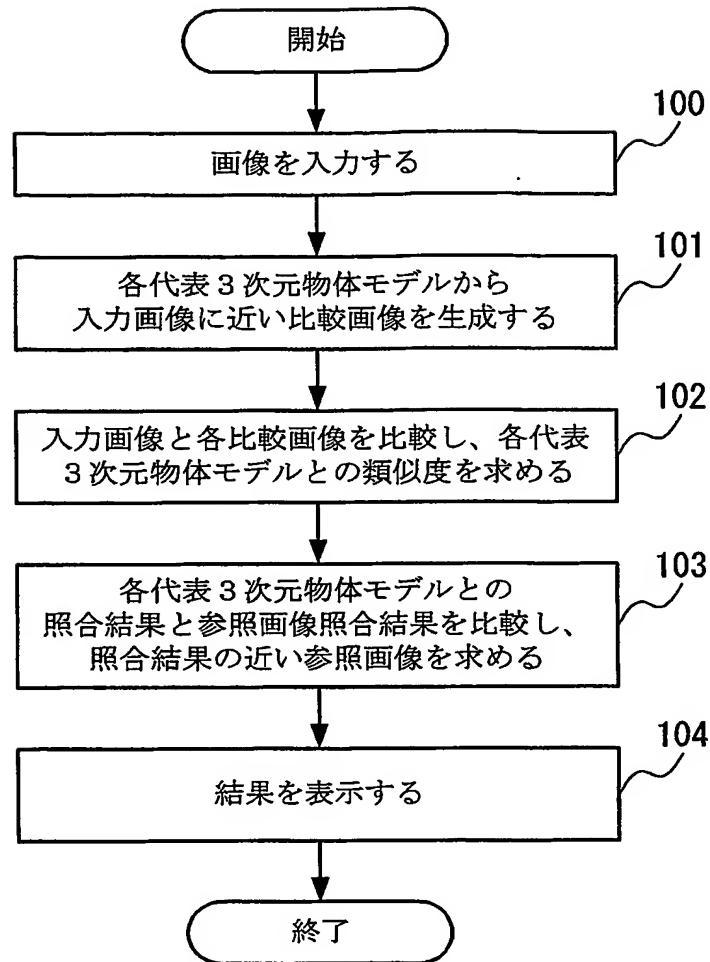 開始
100
画像を入力する
101
各代表3次元物体モデルから
入力画像に近い比較画像を生成する
102
入力画像と各比較画像を比較し、各代表
3次元物体モデルとの類似度を求める
103
各代表3次元物体モデルとの
照合結果と参照画像照合結果を比較し、
照合結果の近い参照画像を求める
104
結果を表示する
終了